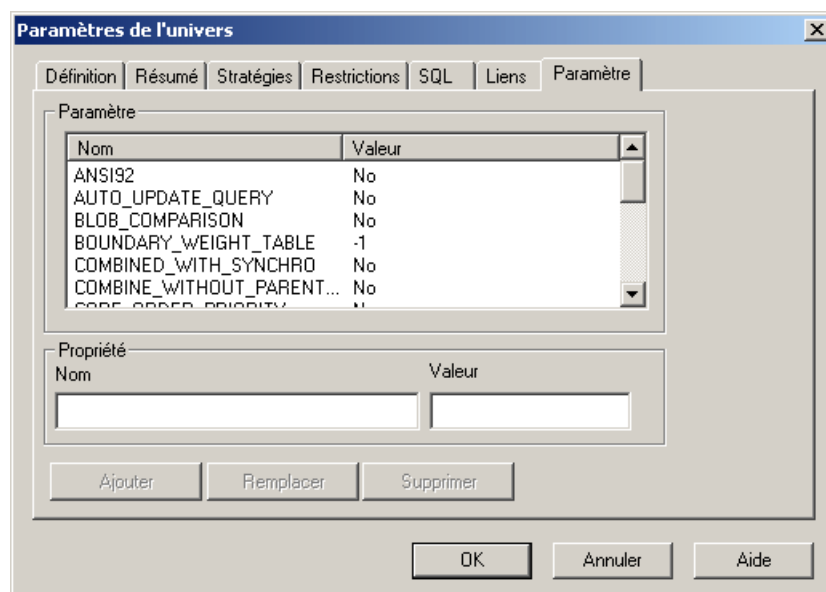 Paramètres de l'univers
Définition Résumé Stratégies Restrictions SQL Liens Paramètre
Paramètre
Nom Valeur
ANSI92 No
AUTO_UPDATE_QUERY No
BLOB_COMPARISON No
BOUNDARY_WEIGHT_TABLE -1
COMBINED_WITH_SYNCHRO No
COMBINE_WITHOUT_PARENT... No
Propriété
Nom Valeur
Ajouter Remplacer Supprimer
OK Annuler Aide